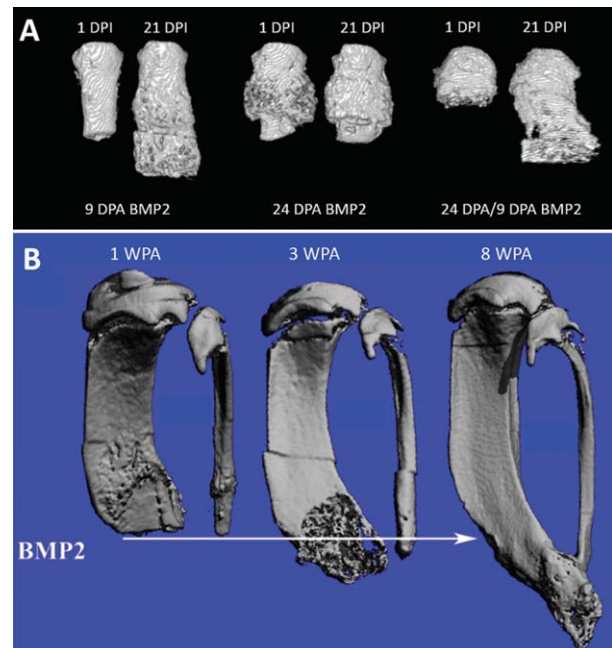 A
1 DPI 21 DPI 1 DPI 21 DPI 1 DPI 21 DPI
9 DPA BMP2 24 DPA BMP2 24 DPA/9 DPA BMP2
B
1 WPA 3 WPA 8 WPA
BMP2